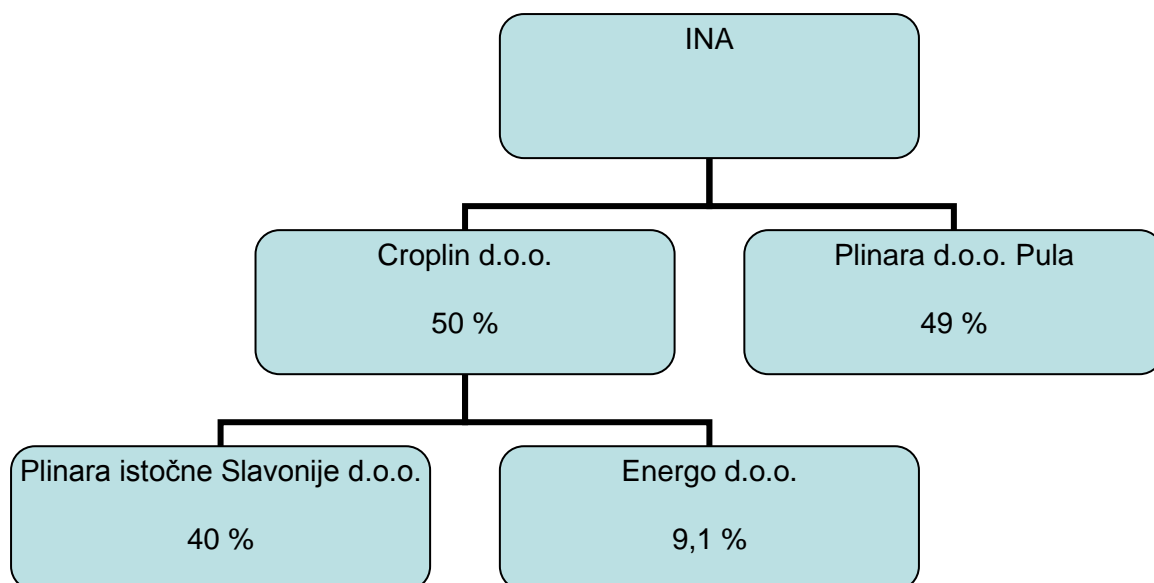 INA
Croplin d.o.o.
50 %
Plinara d.o.o. Pula
49 %
Plinara istočne Slavonije d.o.o.
40 %
Energo d.o.o.
9,1 %